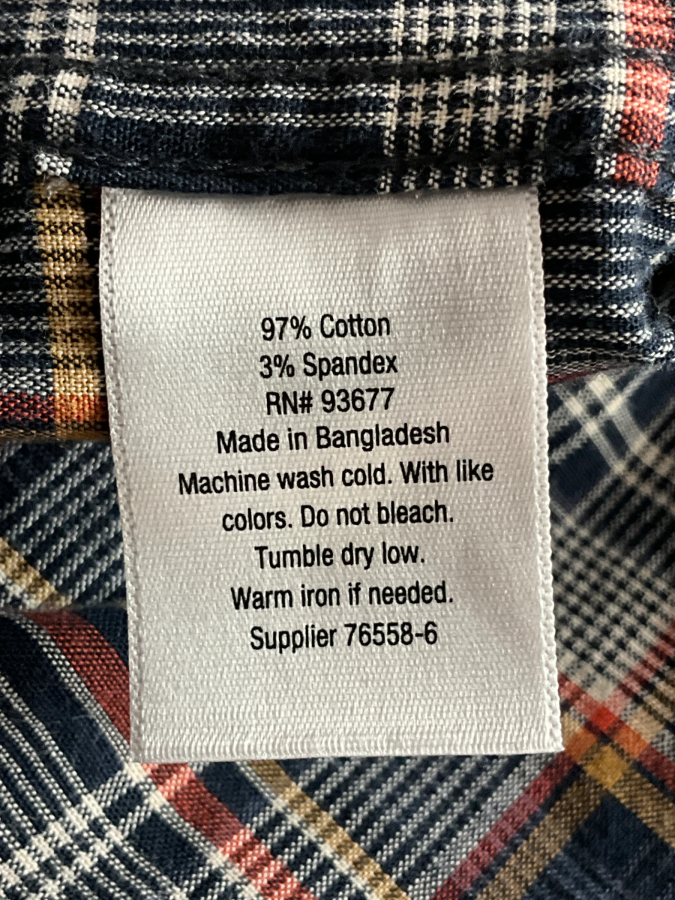 97% Cotton
3% Spandex
RN# 93677
Made in Bangladesh
Machine wash cold. With like
colors. Do not bleach.
Tumble dry low.
Warm iron if needed.
Supplier 76558-6